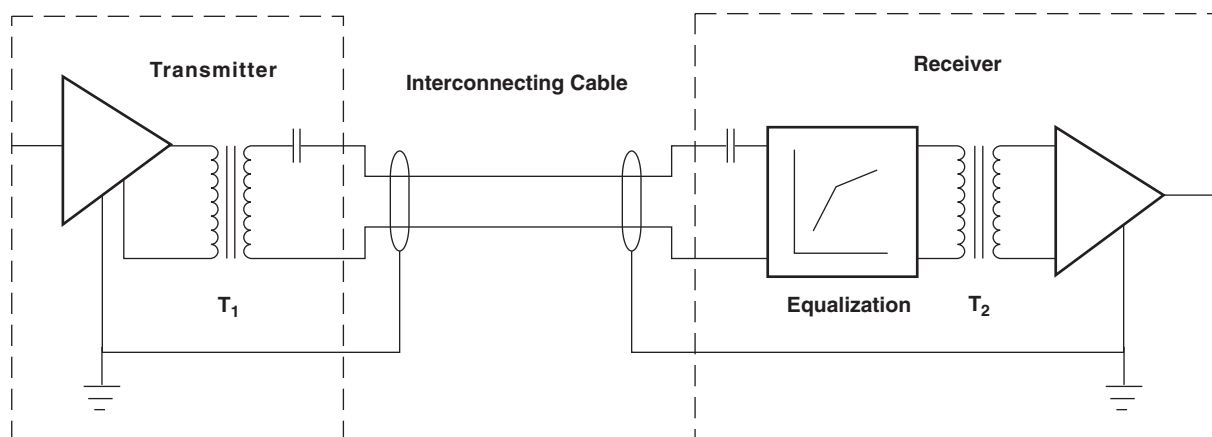 Transmitter
Interconnecting Cable
Receiver
T1
Equalization
T2